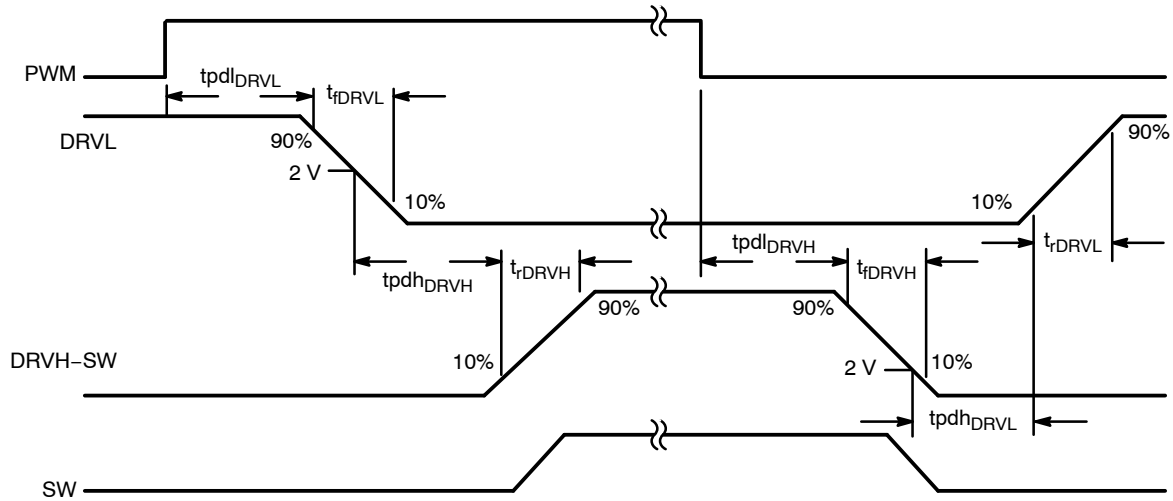 PWM
tpdlDRVL
tfDRVL
DRVL
90%
90%
2 V
10%
10%
tpdlDRVH
tpdhDRVH
trDRVH
tfDRVH
trDRVL
90%
90%
DRVH−SW
10%
2 V
10%
tpdhDRVL
SW